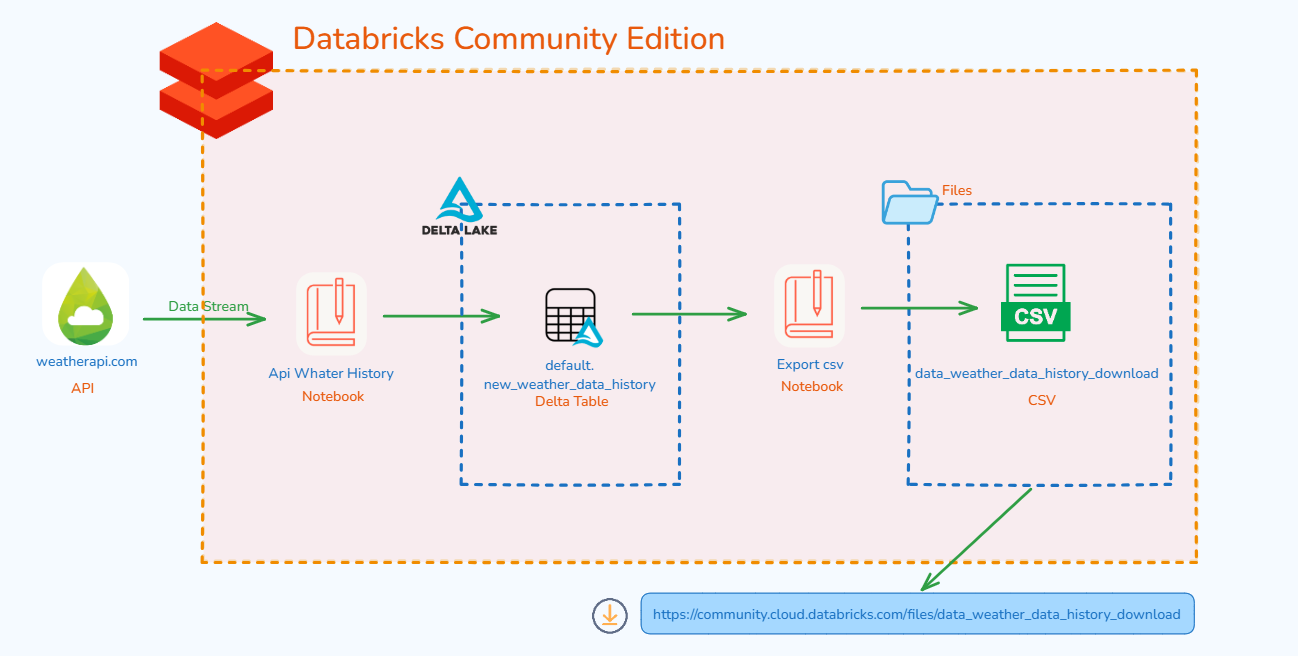 Databricks Community Edition
DELTA LAKE
Files
Data Stream
weatherapi.com
API
Api Whater History
Notebook
default.
new_weather_data_history
Delta Table
Export csv
Notebook
CSV
data_weather_data_history_download
CSV
https://community.cloud.databricks.com/files/data_weather_data_history_download